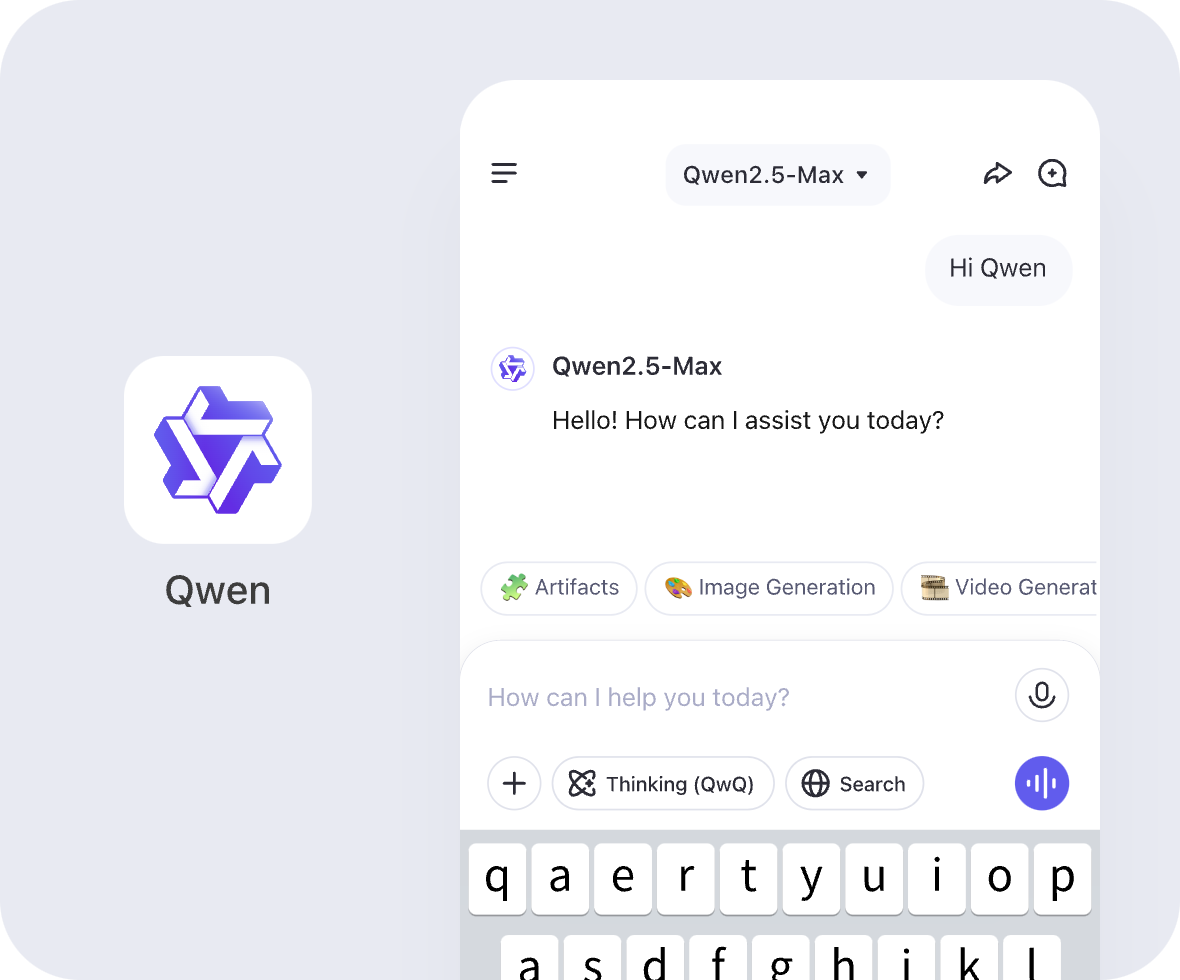 Qwen2.5-Max
Hi Qwen
Qwen2.5-Max
Hello! How can I assist you today?
Qwen
Artifacts
Image Generation
Video Generat
How can I help you today?
Thinking (QwQ)
Search
q a e r t y u i o p
a s d f g h j k l